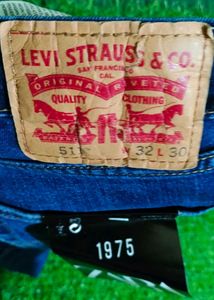 LEVI STRAUSS & CO.
SAN FRANCISCO
CAL.
ORIGINAL RIVETED
QUALITY CLOTHING
W 32 L 30
1975